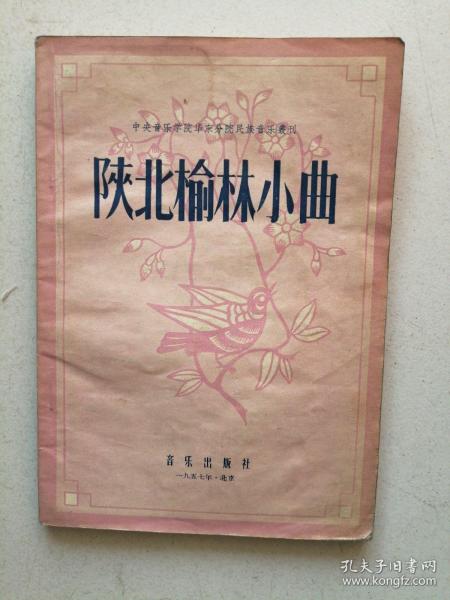 中央音乐学院华东分院民族音乐丛刊
陕北榆林小曲
音乐出版社
一九五七年·北京
孔夫子旧书网
www.kongfz.com